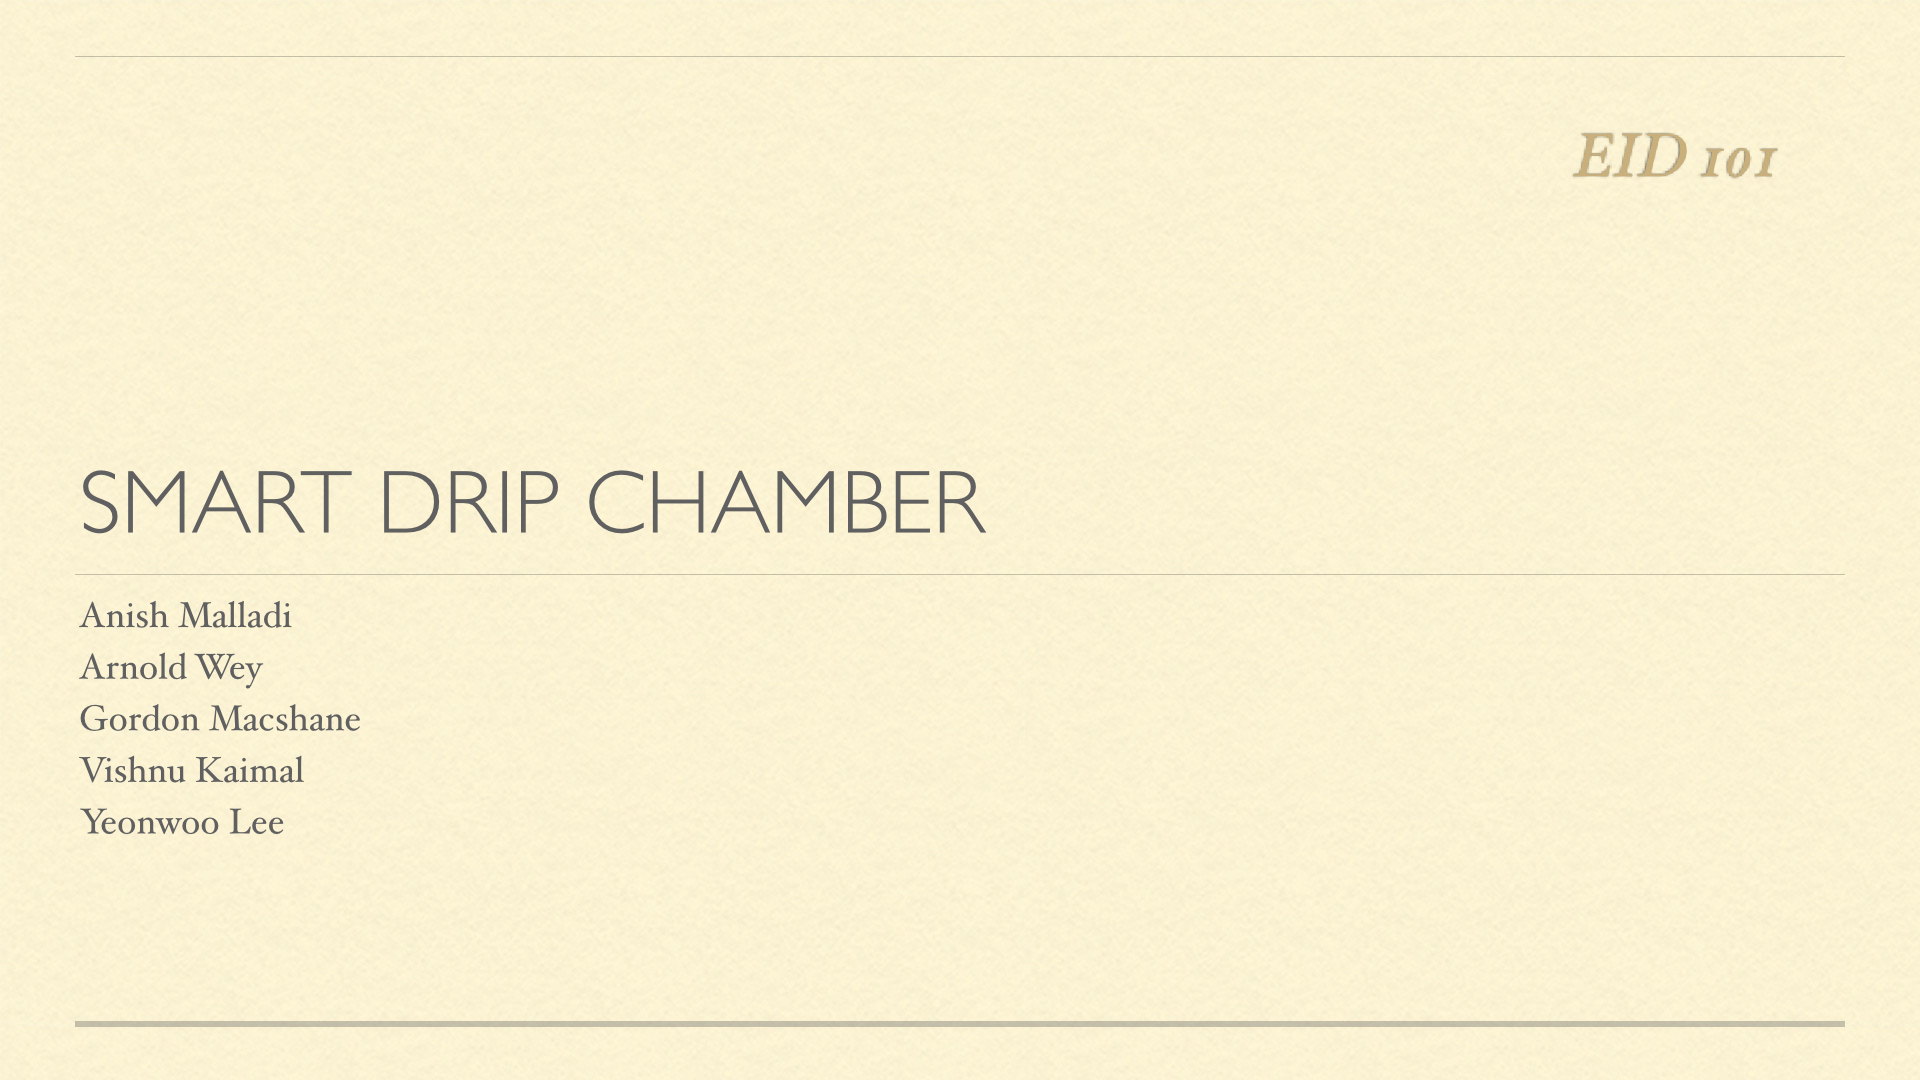 EID 101
SMART DRIP CHAMBER
Anish Malladi
Arnold Wey
Gordon Macshane
Vishnu Kaimal
Yeonwoo Lee